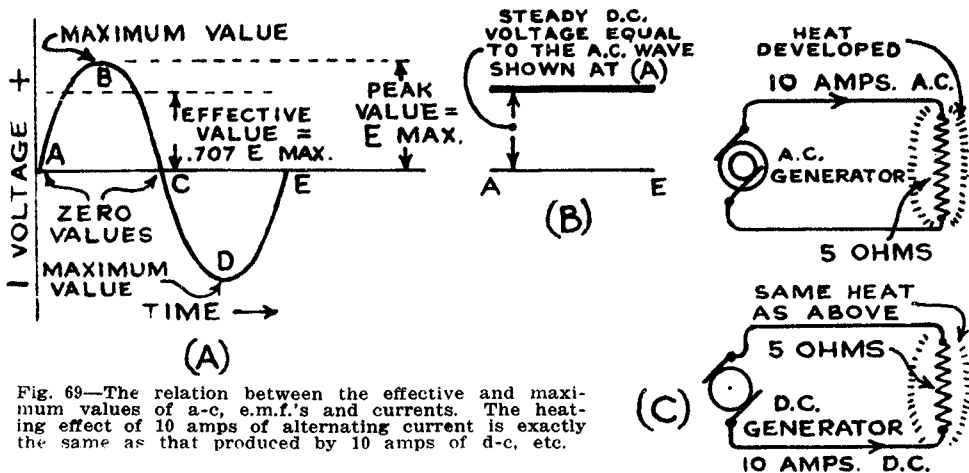 MAXIMUM VALUE
B
VOLTAGE
+
–
A
EFFECTIVE
VALUE =
.707 E MAX.
PEAK
VALUE=
E MAX.
C
E
ZERO
VALUES
D
MAXIMUM
VALUE
TIME →
(A)
STEADY D.C.
VOLTAGE EQUAL
TO THE A.C. WAVE
SHOWN AT (A)
A
E
(B)
HEAT
DEVELOPED
10 AMPS. A.C.
A.C.
GENERATOR
5 OHMS
SAME HEAT
AS ABOVE
5 OHMS
(C)
D.C.
GENERATOR
10 AMPS. D.C.
Fig. 69—The relation between the effective and maxi-
mum values of a-c, e.m.f.'s and currents. The heat-
ing effect of 10 amps of alternating current is exactly
the same as that produced by 10 amps of d-c, etc.